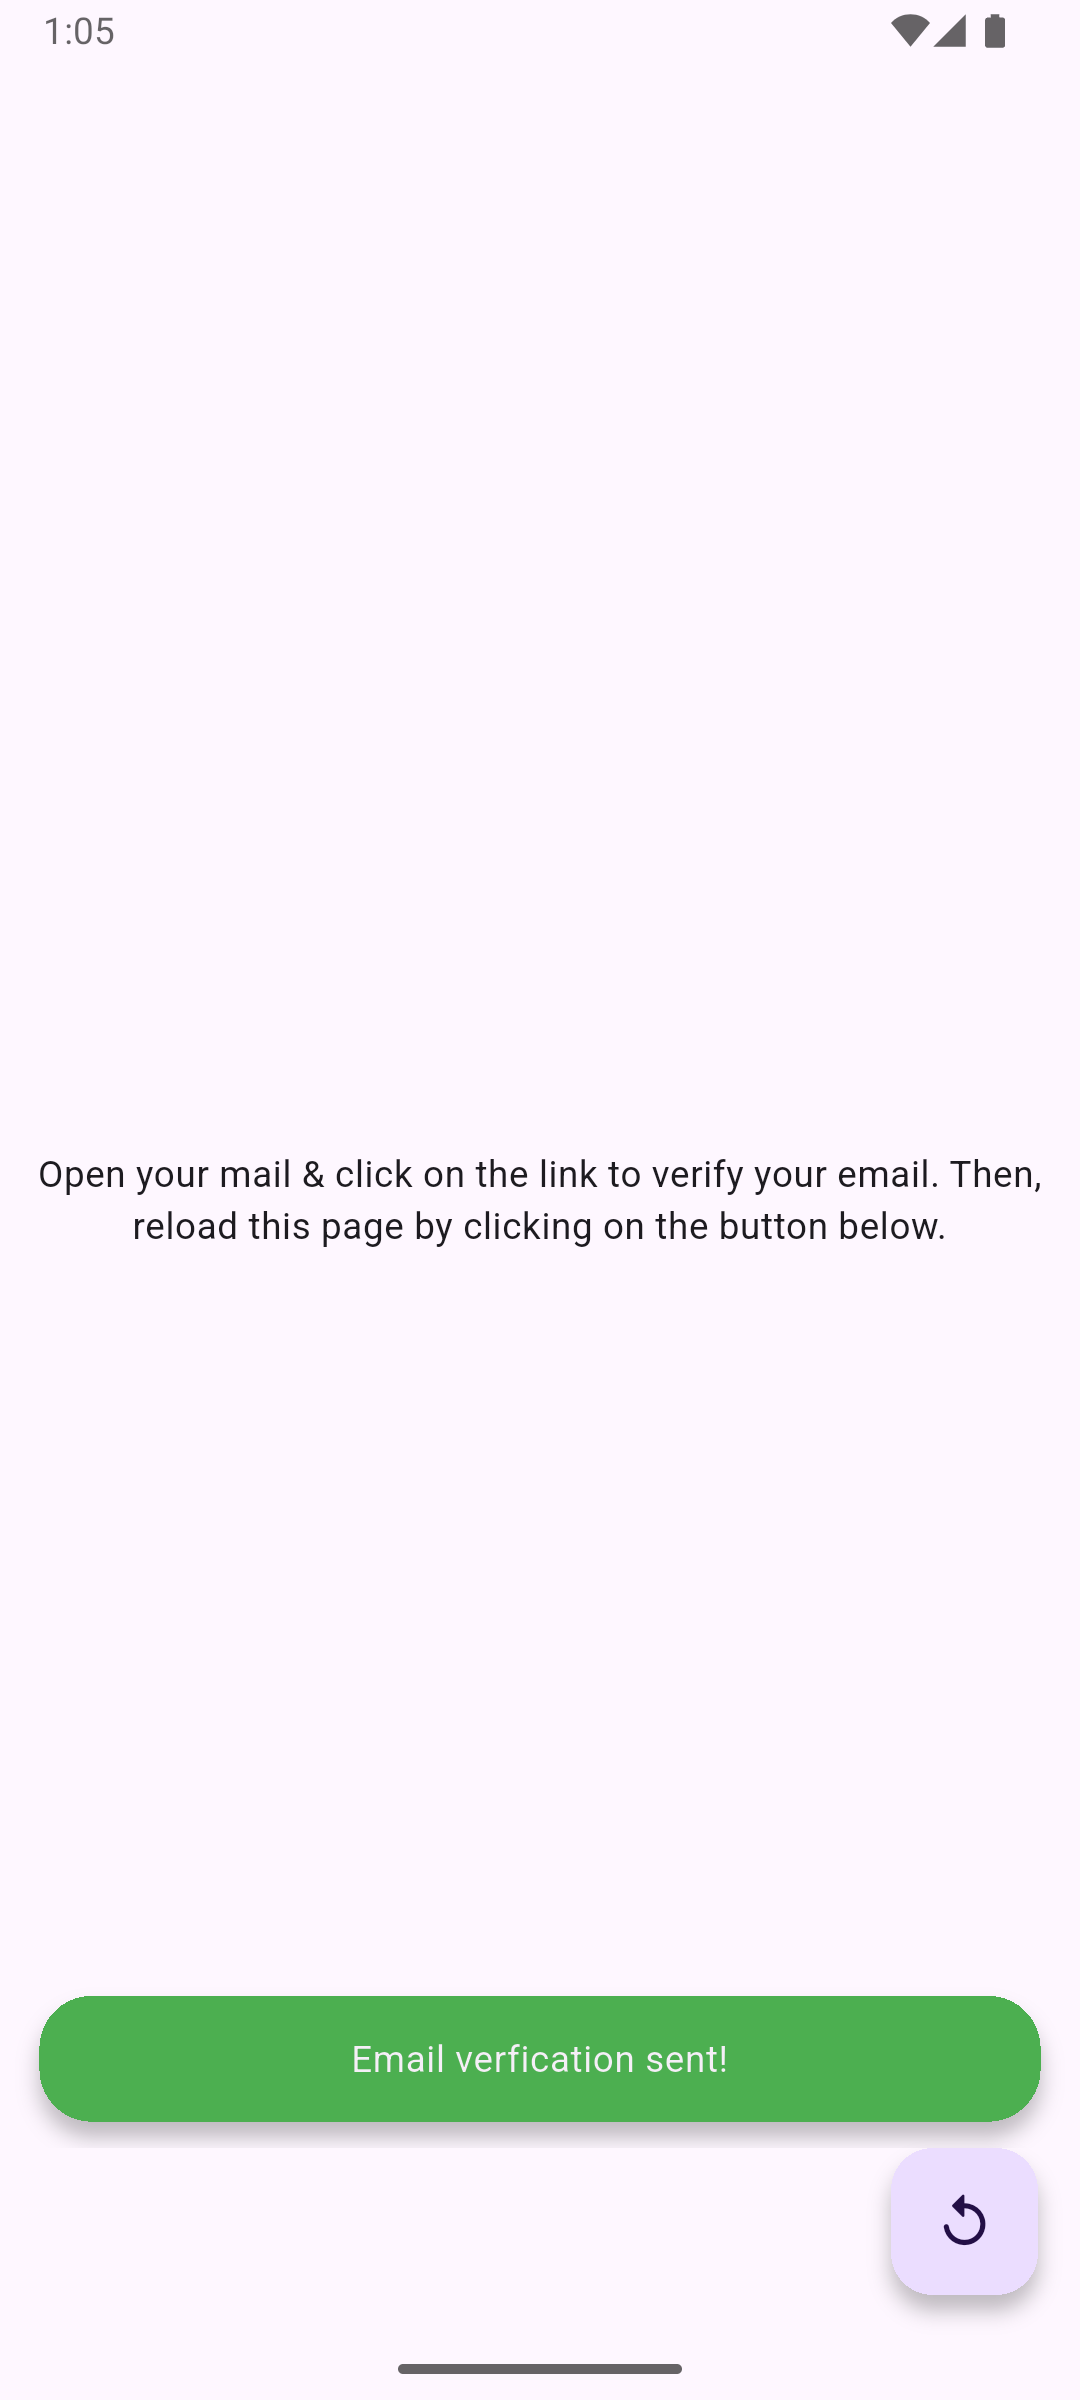 1:05
Open your mail & click on the link to verify your email. Then,
reload this page by clicking on the button below.
Email verfication sent!